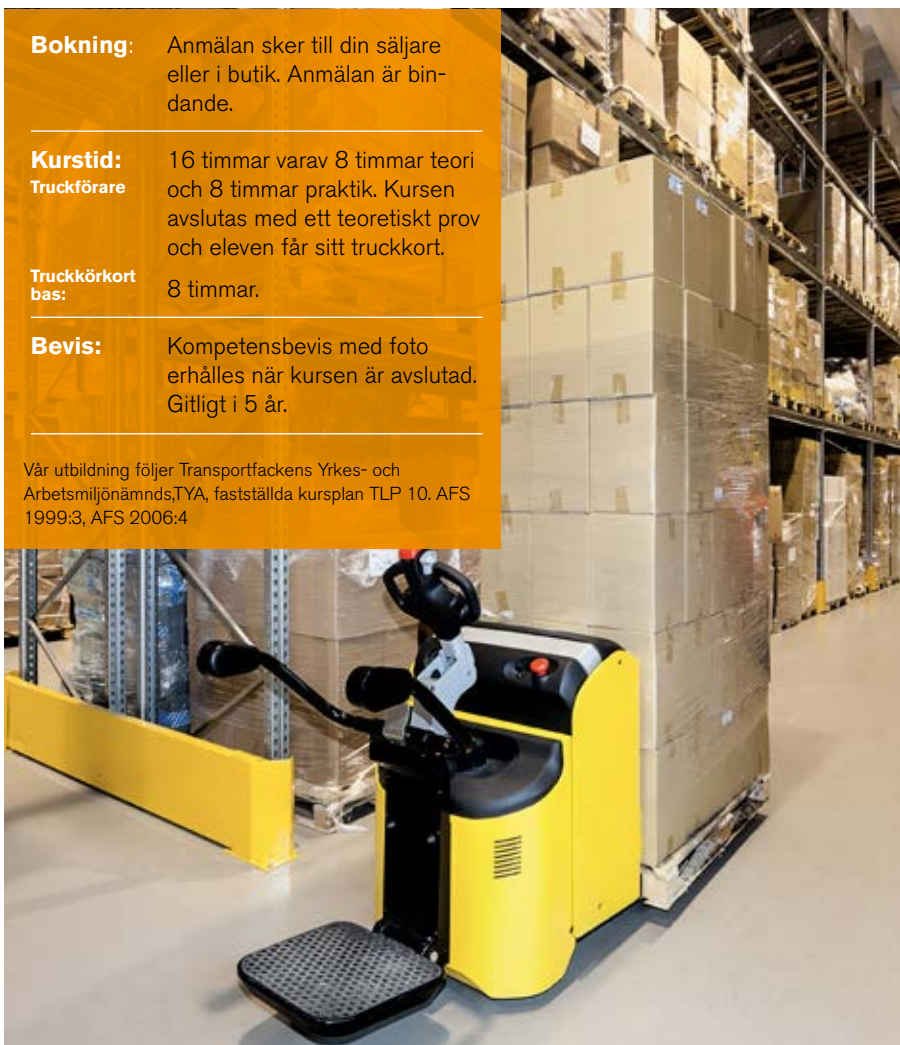 Bokning: Anmälan sker till din säljare
eller i butik. Anmälan är bin-
dande.
Kurstid: 16 timmar varav 8 timmar teori
Truckförare och 8 timmar praktik. Kursen
avslutas med ett teoretiskt prov
och eleven får sitt truckkort.
Truckkörkort
bas: 8 timmar.
Bevis: Kompetensbevis med foto
erhålles när kursen är avslutad.
Gitligt i 5 år.
Vår utbildning följer Transportfackens Yrkes- och
Arbetsmiljönämnds,TYA, fastställda kursplan TLP 10. AFS
1999:3, AFS 2006:4